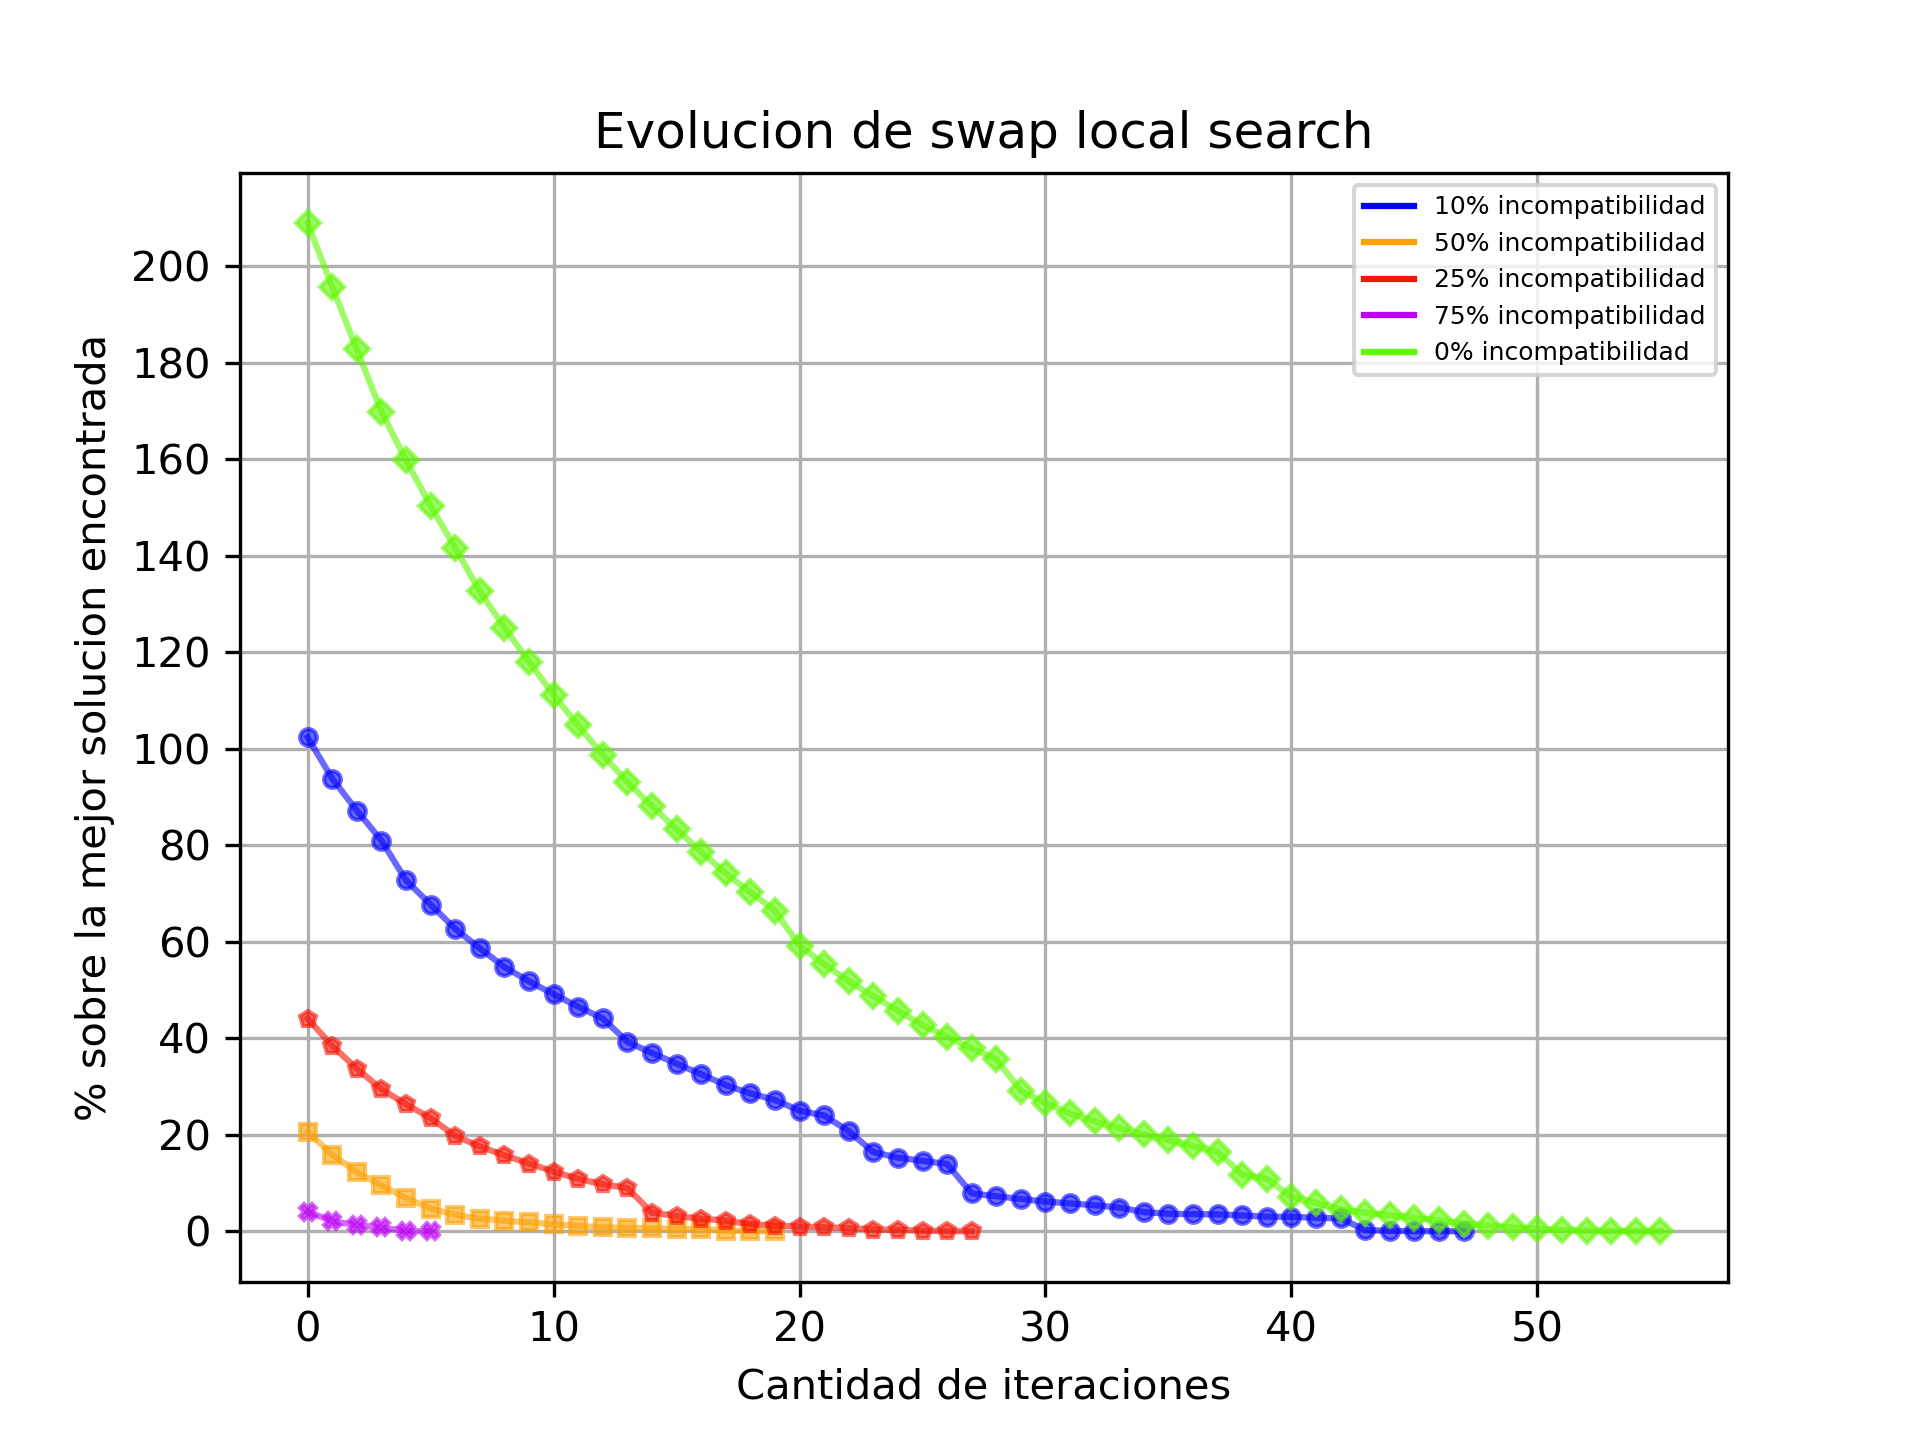 Evolucion de swap local search
10% incompatibilidad
50% incompatibilidad
25% incompatibilidad
75% incompatibilidad
0% incompatibilidad
% sobre la mejor solucion encontrada
200
180
160
140
120
100
80
60
40
20
0
0 10 20 30 40 50
Cantidad de iteraciones